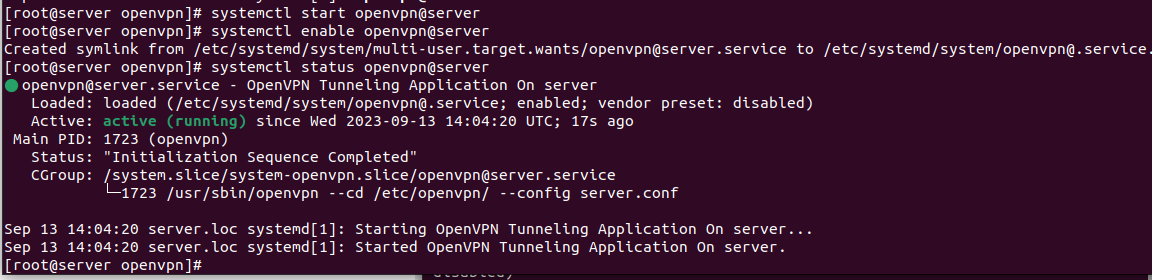 [root@server openvpn]# systemctl start openvpn@server
[root@server openvpn]# systemctl enable openvpn@server
Created symlink from /etc/systemd/system/multi-user.target.wants/openvpn@server.service to /etc/systemd/system/openvpn@.service.
[root@server openvpn]# systemctl status openvpn@server
● openvpn@server.service - OpenVPN Tunneling Application On server
   Loaded: loaded (/etc/systemd/system/openvpn@.service; enabled; vendor preset: disabled)
   Active: active (running) since Wed 2023-09-13 14:04:20 UTC; 17s ago
 Main PID: 1723 (openvpn)
   Status: "Initialization Sequence Completed"
   CGroup: /system.slice/system-openvpn.slice/openvpn@server.service
           └─1723 /usr/sbin/openvpn --cd /etc/openvpn/ --config server.conf
Sep 13 14:04:20 server.loc systemd[1]: Starting OpenVPN Tunneling Application On server...
Sep 13 14:04:20 server.loc systemd[1]: Started OpenVPN Tunneling Application On server.
[root@server openvpn]#
disabled)